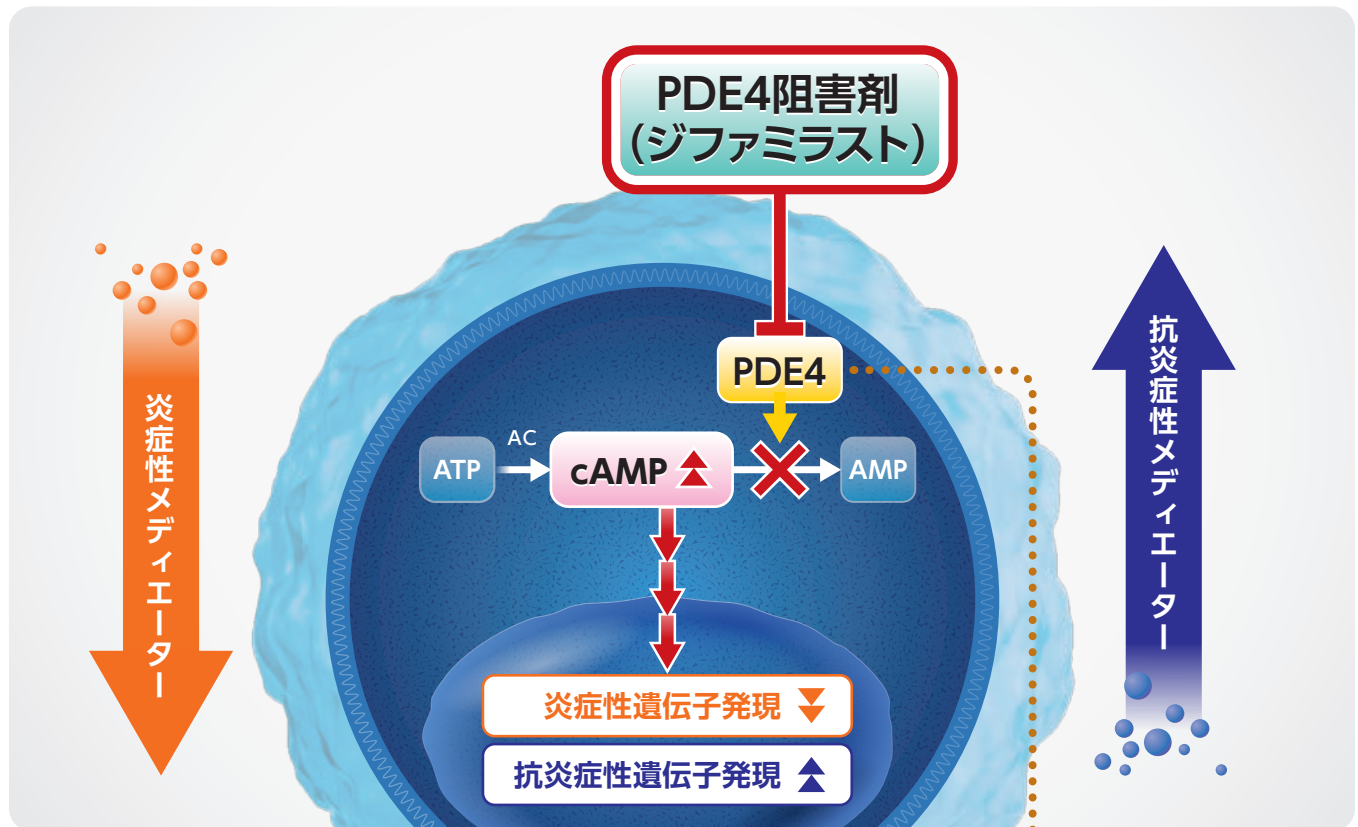 PDE4阻害剤
（ジファミラスト）
炎症性メディエーター
抗炎症性メディエーター
PDE4
ATP
AC
cAMP
AMP
炎症性遺伝子発現
抗炎症性遺伝子発現